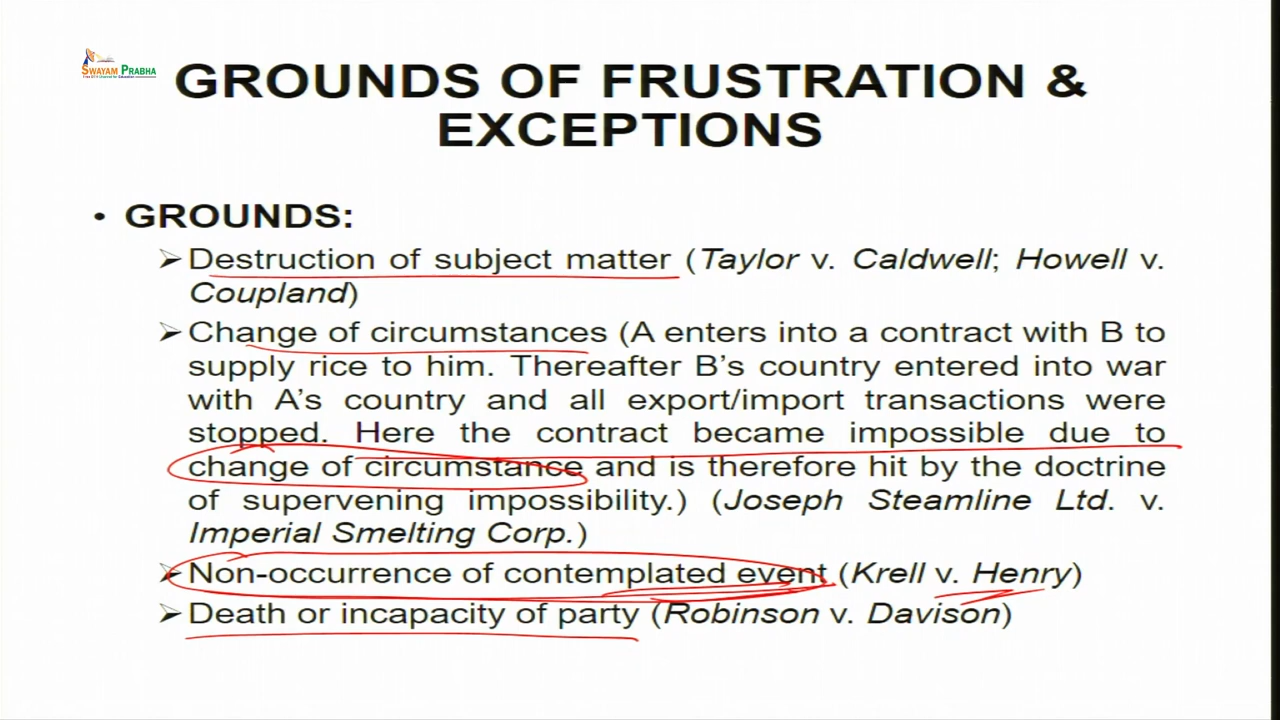 SWAYAM PRABHA
GROUNDS OF FRUSTRATION &
EXCEPTIONS
• GROUNDS:
➢ Destruction of subject matter (Taylor v. Caldwell; Howell v.
Coupland)
➢ Change of circumstances (A enters into a contract with B to
supply rice to him. Thereafter B's country entered into war
with A's country and all export/import transactions were
stopped. Here the contract became impossible due to
change of circumstance and is therefore hit by the doctrine
of supervening impossibility.) (Joseph Steamline Ltd. v.
Imperial Smelting Corp.)
➢ Non-occurrence of contemplated event (Krell v. Henry)
➢ Death or incapacity of party (Robinson v. Davison)